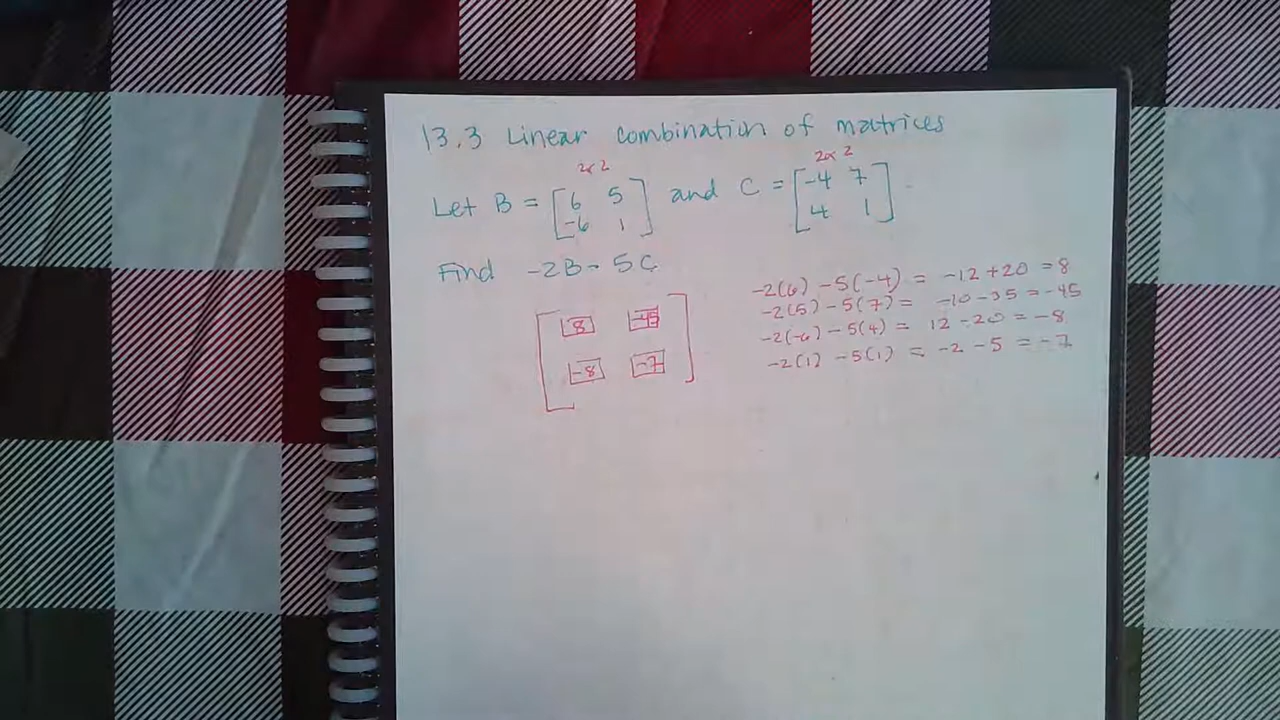 13.3 Linear combination of matrices
2x2 2x2
Let B = [6 5 and C = [-4 7
-6 1] 4 1]
Find -2B - 5C
-2(6) -5(-4) = -12+20 = 8
-2(5) -5(7) = -10-35 = -45
-2(-6) -5(4) = 12-20 = -8
-2(1) -5(1) = -2-5 = -7
[8 -45
-8 -7]